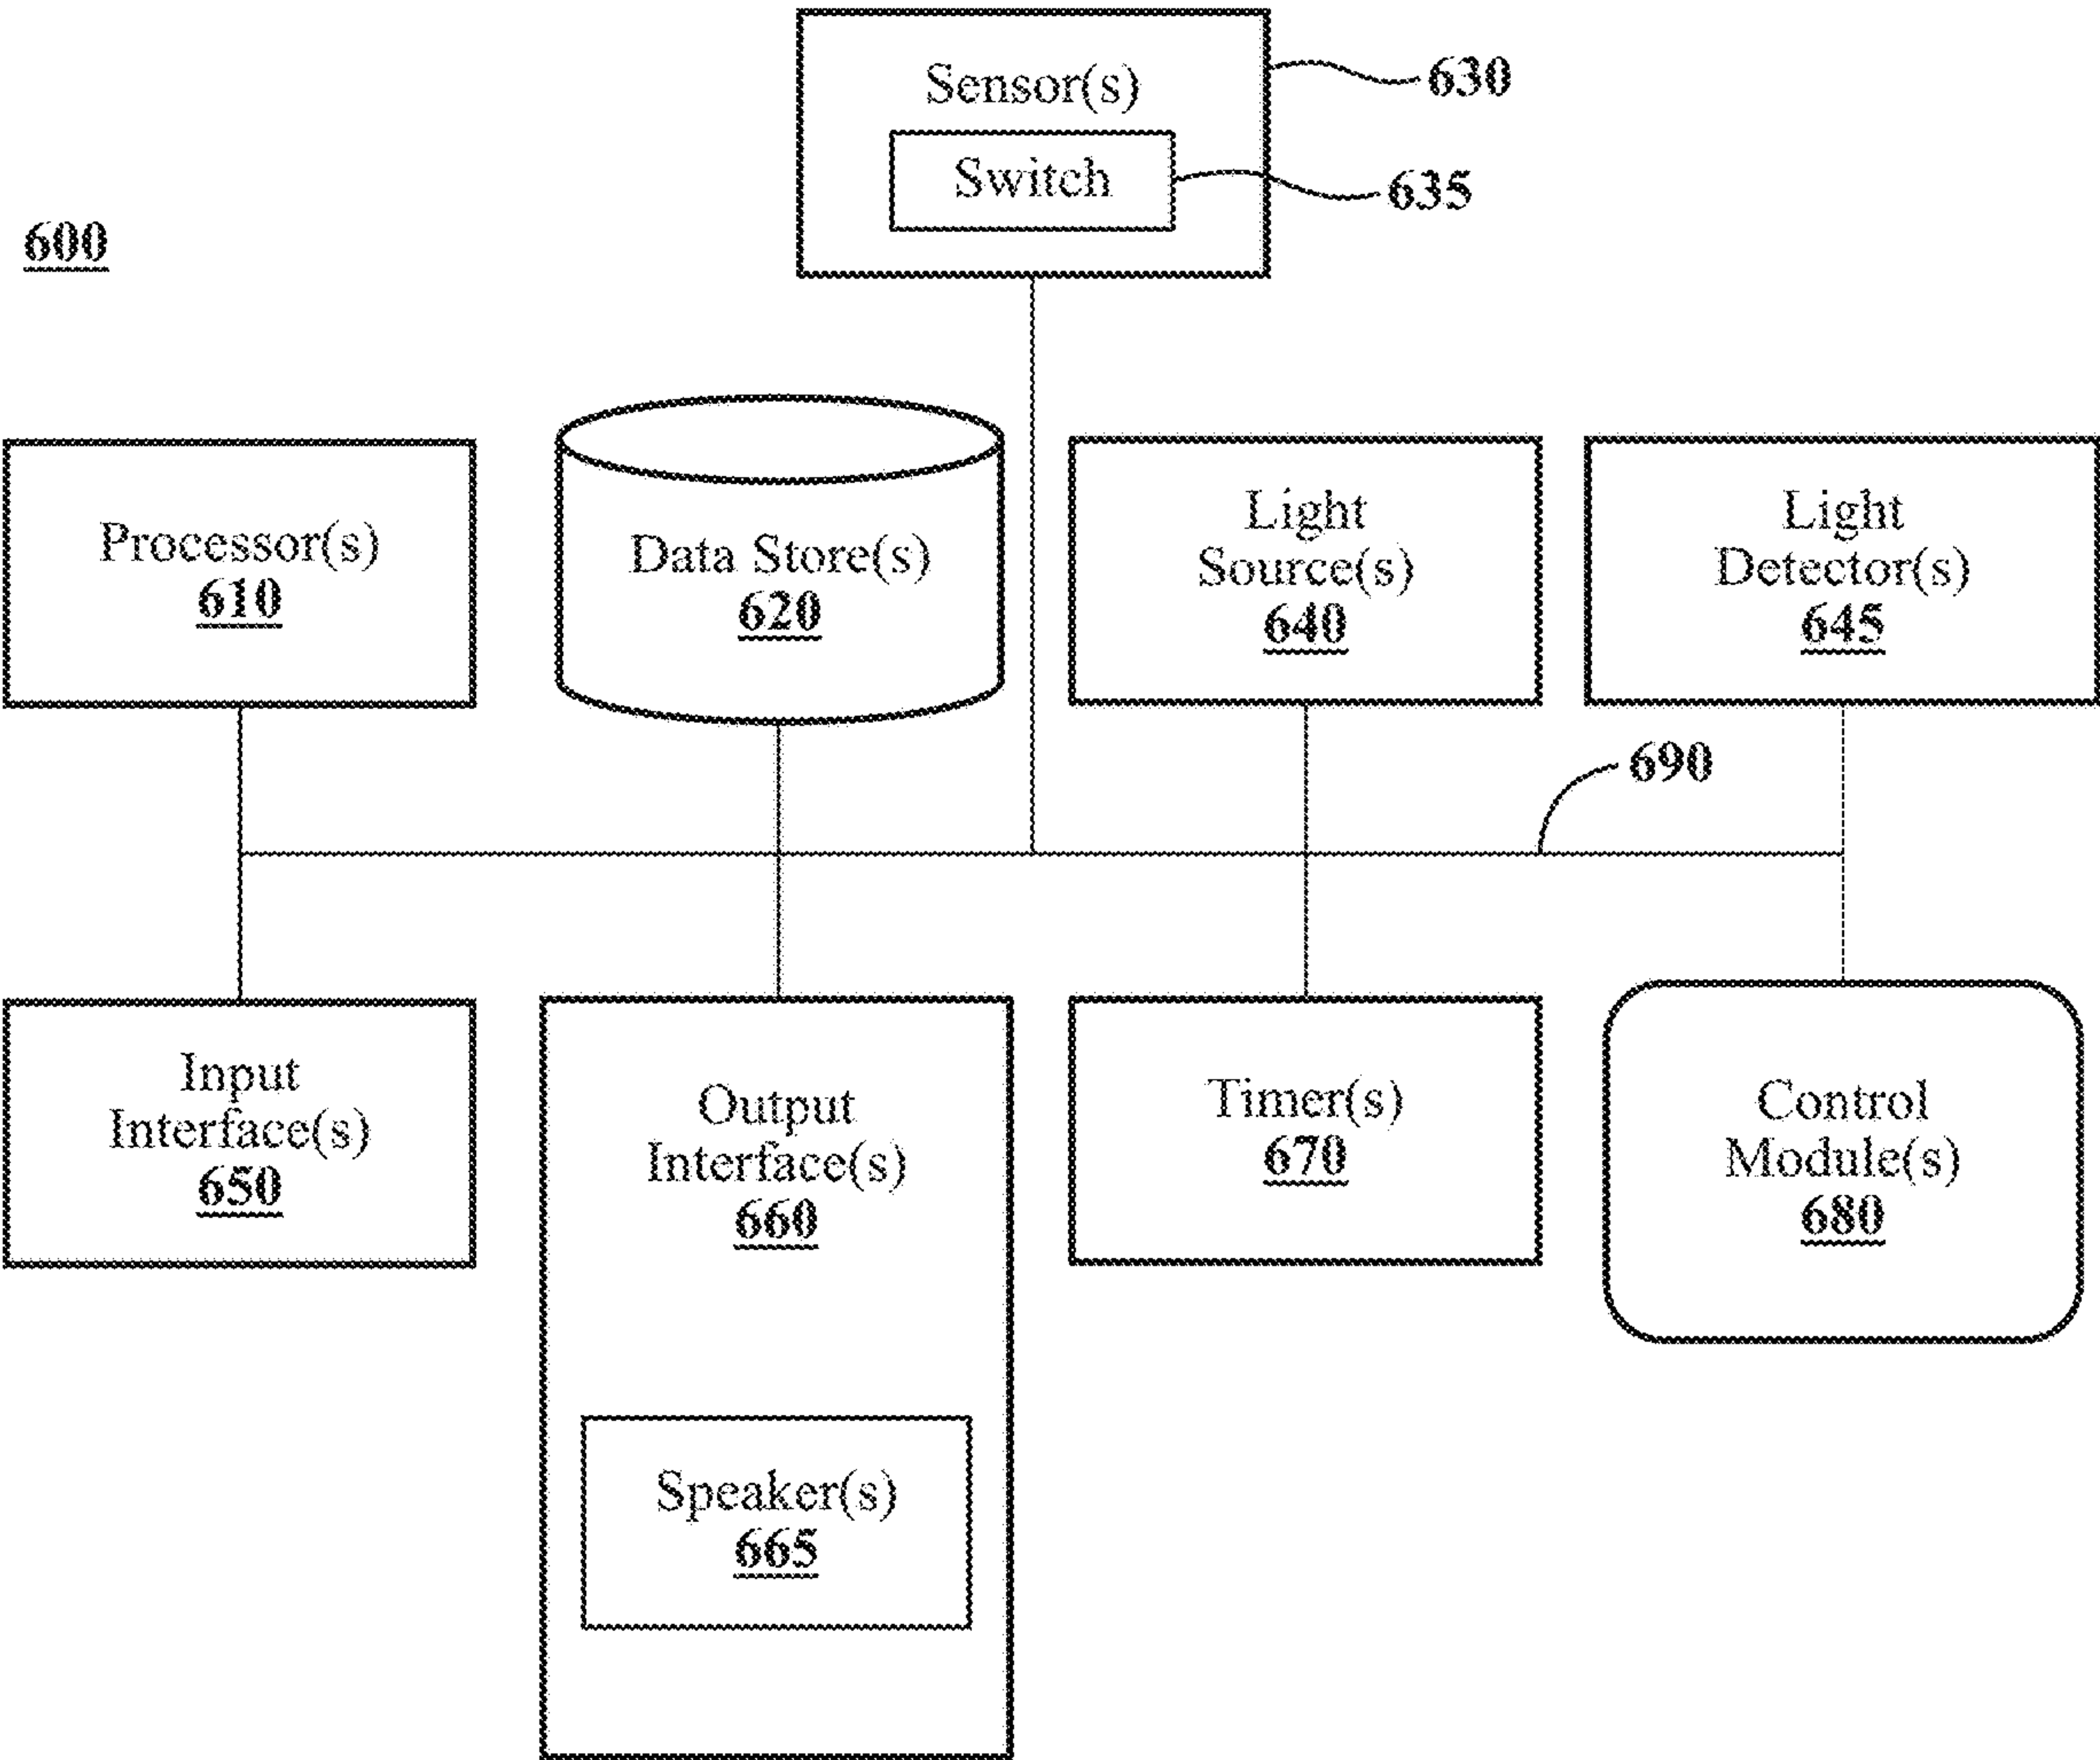 Sensor(s)
630
Switch
635
600
Processor(s)
610
Data Store(s)
620
Light
Source(s)
640
Light
Detector(s)
645
690
Input
Interface(s)
650
Output
Interface(s)
660
Speaker(s)
665
Timer(s)
670
Control
Module(s)
680